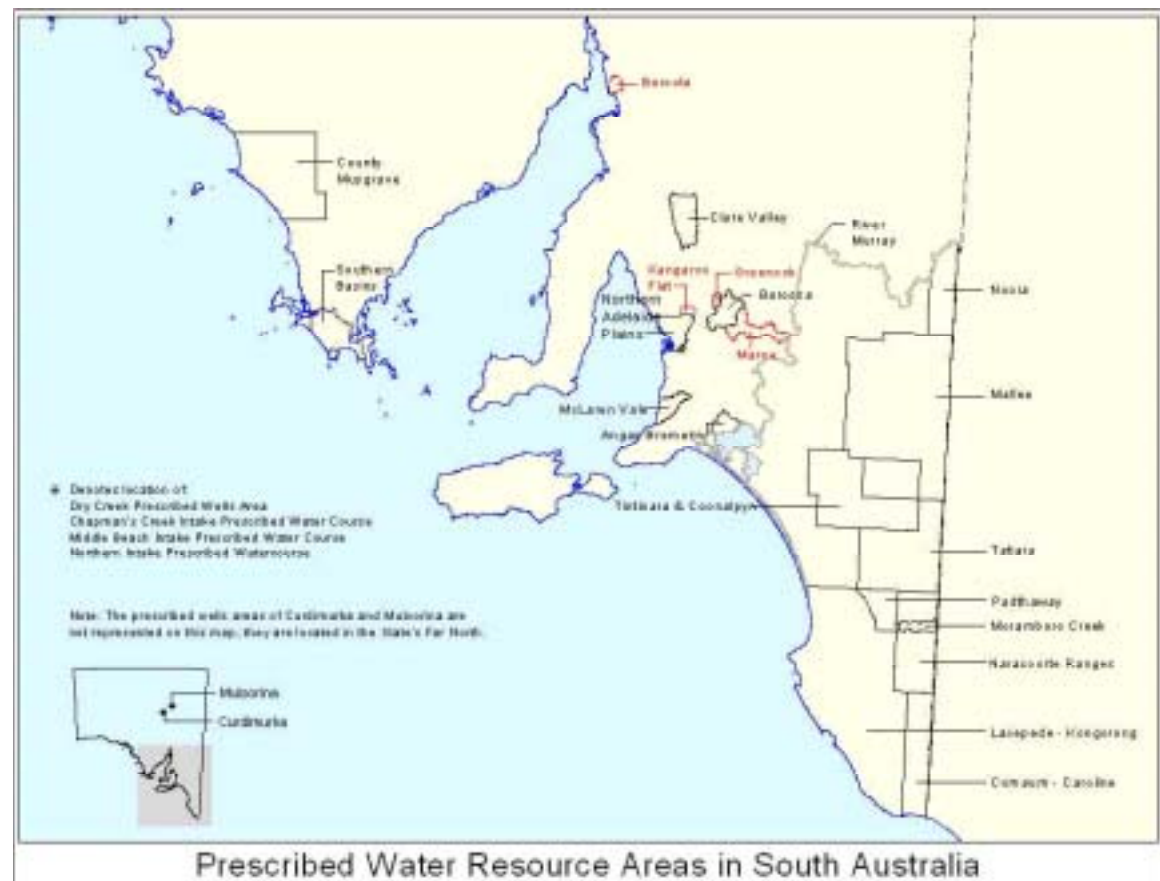 Baroota
County
Musgrave
Clare Valley
River
Murray
Southern
Basins
Kangaroo
Flat
Greenock
Barossa
Noora
Northern
Adelaide
Plains
Marne
Mallee
McLaren Vale
Angas Bremer
Tintinara & Coonalpyn
Denotes location of:
Dry Creek Prescribed Wells Area
Chapman's Creek Intake Prescribed Water Course
Middle Beach Intake Prescribed Water Course
Northern Intake Prescribed Watercourse
Tatiara
Padthaway
Morambro Creek
Note: The prescribed wells areas of Curdimurka and Muloorina are
not represented on this map, they are located in the State's Far North.
Naracoorte Ranges
Muloorina
Curdimurka
Lacepede - Kongorong
Comaum - Caroline
Prescribed Water Resource Areas in South Australia